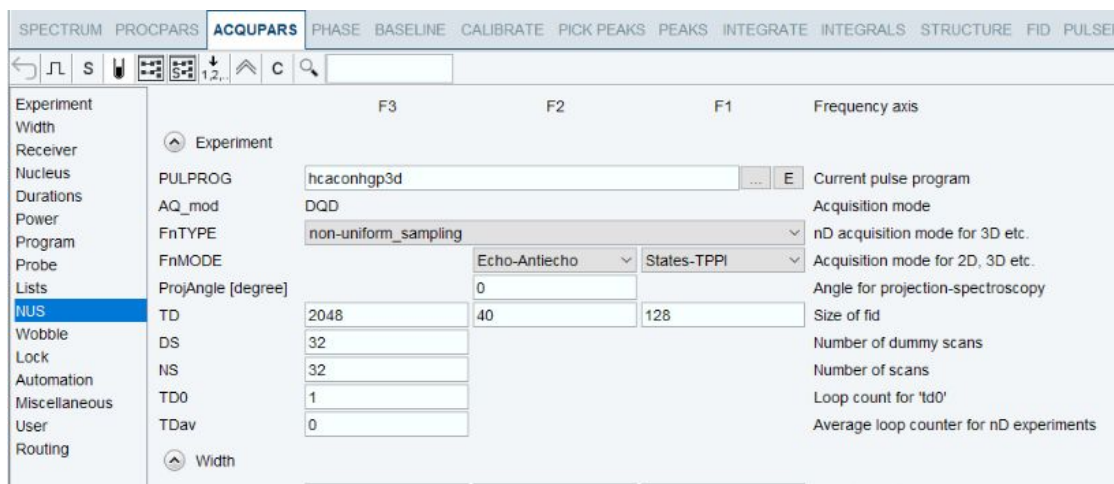 SPECTRUM PROCPARS ACQUPARS PHASE BASELINE CALIBRATE PICK PEAKS PEAKS INTEGRATE INTEGRALS STRUCTURE FID
S S 1,2,.. C
Experiment
Width
Receiver
Nucleus
Durations
Power
Program
Probe
Lists
NUS
Wobble
Lock
Automation
Miscellaneous
User
Routing
F3 F2 F1 Frequency axis
Experiment
PULPROG hcaconhgp3d ... E Current pulse program
AQ_mod DQD Acquisition mode
FnTYPE non-uniform_sampling nD acquisition mode for 3D etc.
FnMODE Echo-Antiecho States-TPPI Acquisition mode for 2D, 3D etc.
ProjAngle [degree] 0 Angle for projection-spectroscopy
TD 2048 40 128 Size of fid
DS 32 Number of dummy scans
NS 32 Number of scans
TD0 1 Loop count for 'td0'
TDav 0 Average loop counter for nD experiments
Width